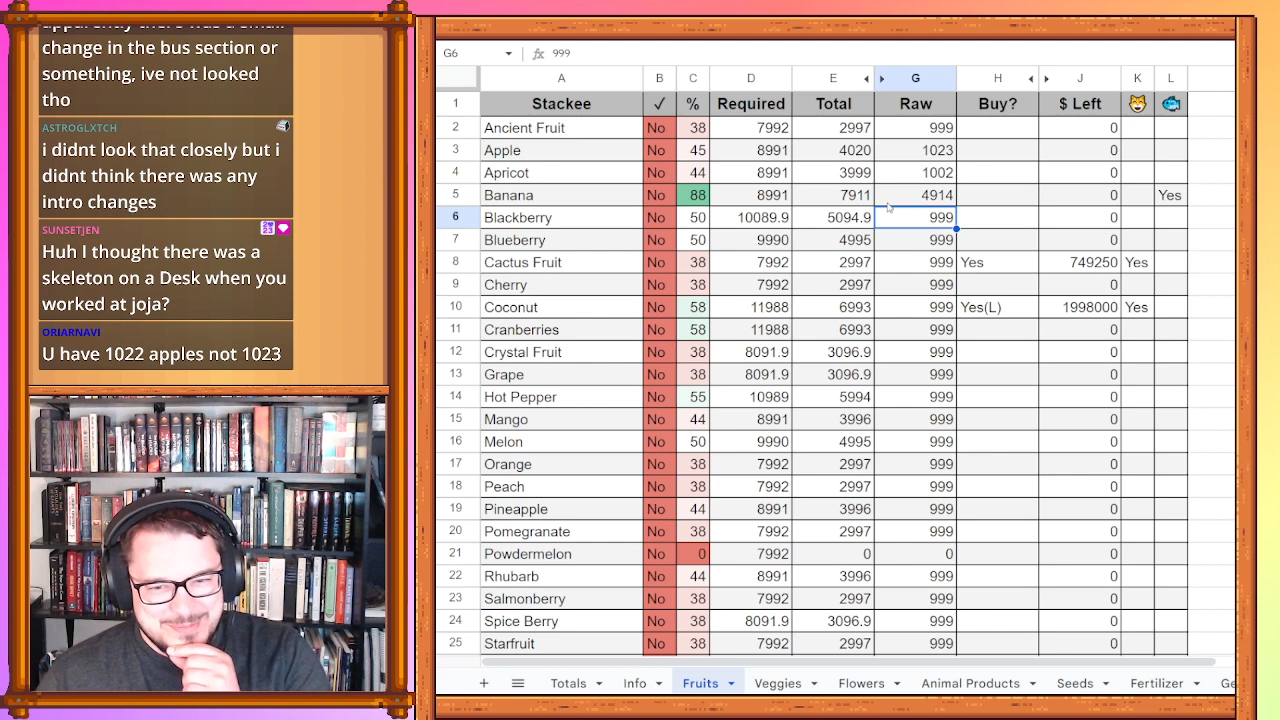 change in the bus section or
something, ive not looked
tho
ASTROGLXTCH
i didnt look that closely but i
didnt think there was any
intro changes
SUNSETJEN
Huh I thought there was a
skeleton on a Desk when you
worked at joja?
ORIARNAVI
U have 1022 apples not 1023
G6 fx 999
A B C D E G H J K L
1 Stackee ✓ % Required Total Raw Buy? $ Left
2 Ancient Fruit No 38 7992 2997 999 0
3 Apple No 45 8991 4020 1023 0
4 Apricot No 44 8991 3999 1002 0
5 Banana No 88 8991 7911 4914 0 Yes
6 Blackberry No 50 10089.9 5094.9 999 0
7 Blueberry No 50 9990 4995 999 0
8 Cactus Fruit No 38 7992 2997 999 Yes 749250 Yes
9 Cherry No 38 7992 2997 999 0
10 Coconut No 58 11988 6993 999 Yes(L) 1998000 Yes
11 Cranberries No 58 11988 6993 999 0
12 Crystal Fruit No 38 8091.9 3096.9 999 0
13 Grape No 38 8091.9 3096.9 999 0
14 Hot Pepper No 55 10989 5994 999 0
15 Mango No 44 8991 3996 999 0
16 Melon No 50 9990 4995 999 0
17 Orange No 38 7992 2997 999 0
18 Peach No 38 7992 2997 999 0
19 Pineapple No 44 8991 3996 999 0
20 Pomegranate No 38 7992 2997 999 0
21 Powdermelon No 0 7992 0 0 0
22 Rhubarb No 44 8991 3996 999 0
23 Salmonberry No 38 7992 2997 999 0
24 Spice Berry No 38 8091.9 3096.9 999 0
25 Starfruit No 38 7992 2997 999 0
+ Totals Info Fruits Veggies Flowers Animal Products Seeds Fertilizer